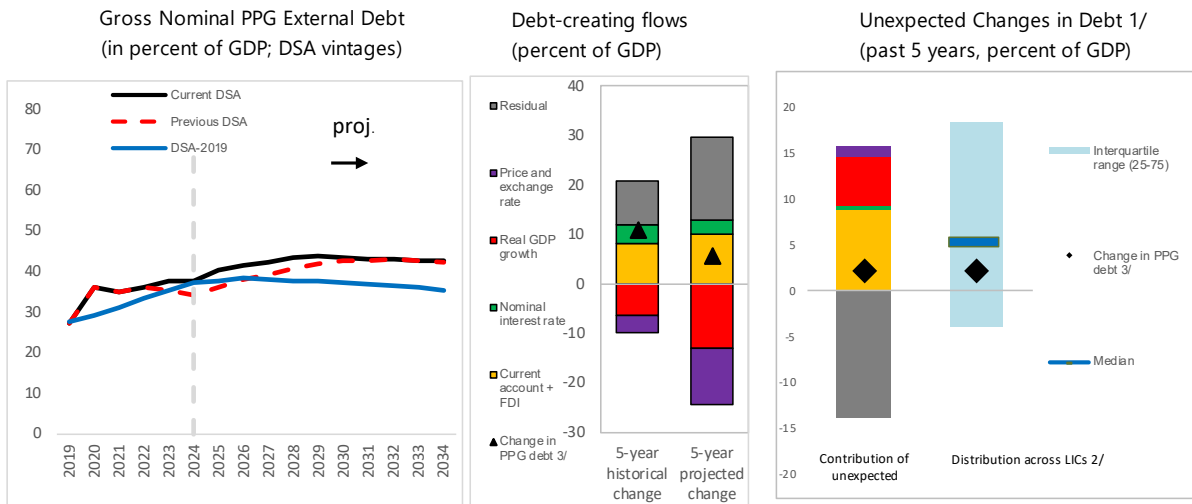 Gross Nominal PPG External Debt
(in percent of GDP; DSA vintages)
Current DSA
Previous DSA
DSA-2019
proj.
80
70
60
50
40
30
20
10
0
2019
2020
2021
2022
2023
2024
2025
2026
2027
2028
2029
2030
2031
2032
2033
2034
Debt-creating flows
(percent of GDP)
Residual
Price and
exchange
rate
Real GDP
growth
Nominal
interest rate
Current
account +
FDI
Change in
PPG debt 3/
40
30
20
10
0
-10
-20
-30
5-year
historical
change
5-year
projected
change
Unexpected Changes in Debt 1/
(past 5 years, percent of GDP)
20
15
10
5
0
-5
-10
-15
-20
Interquartile
range (25-75)
Change in PPG
debt 3/
Median
Contribution of
unexpected
Distribution across LICs 2/